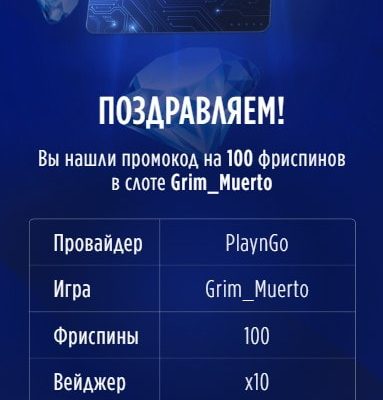 ПОЗДРАВЛЯЕМ!
Вы нашли промокод на 100 фриспинов
в слоте Grim_Muerto
Провайдер PlaynGo
Игра Grim_Muerto
Фриспины 100
Вейджер x10